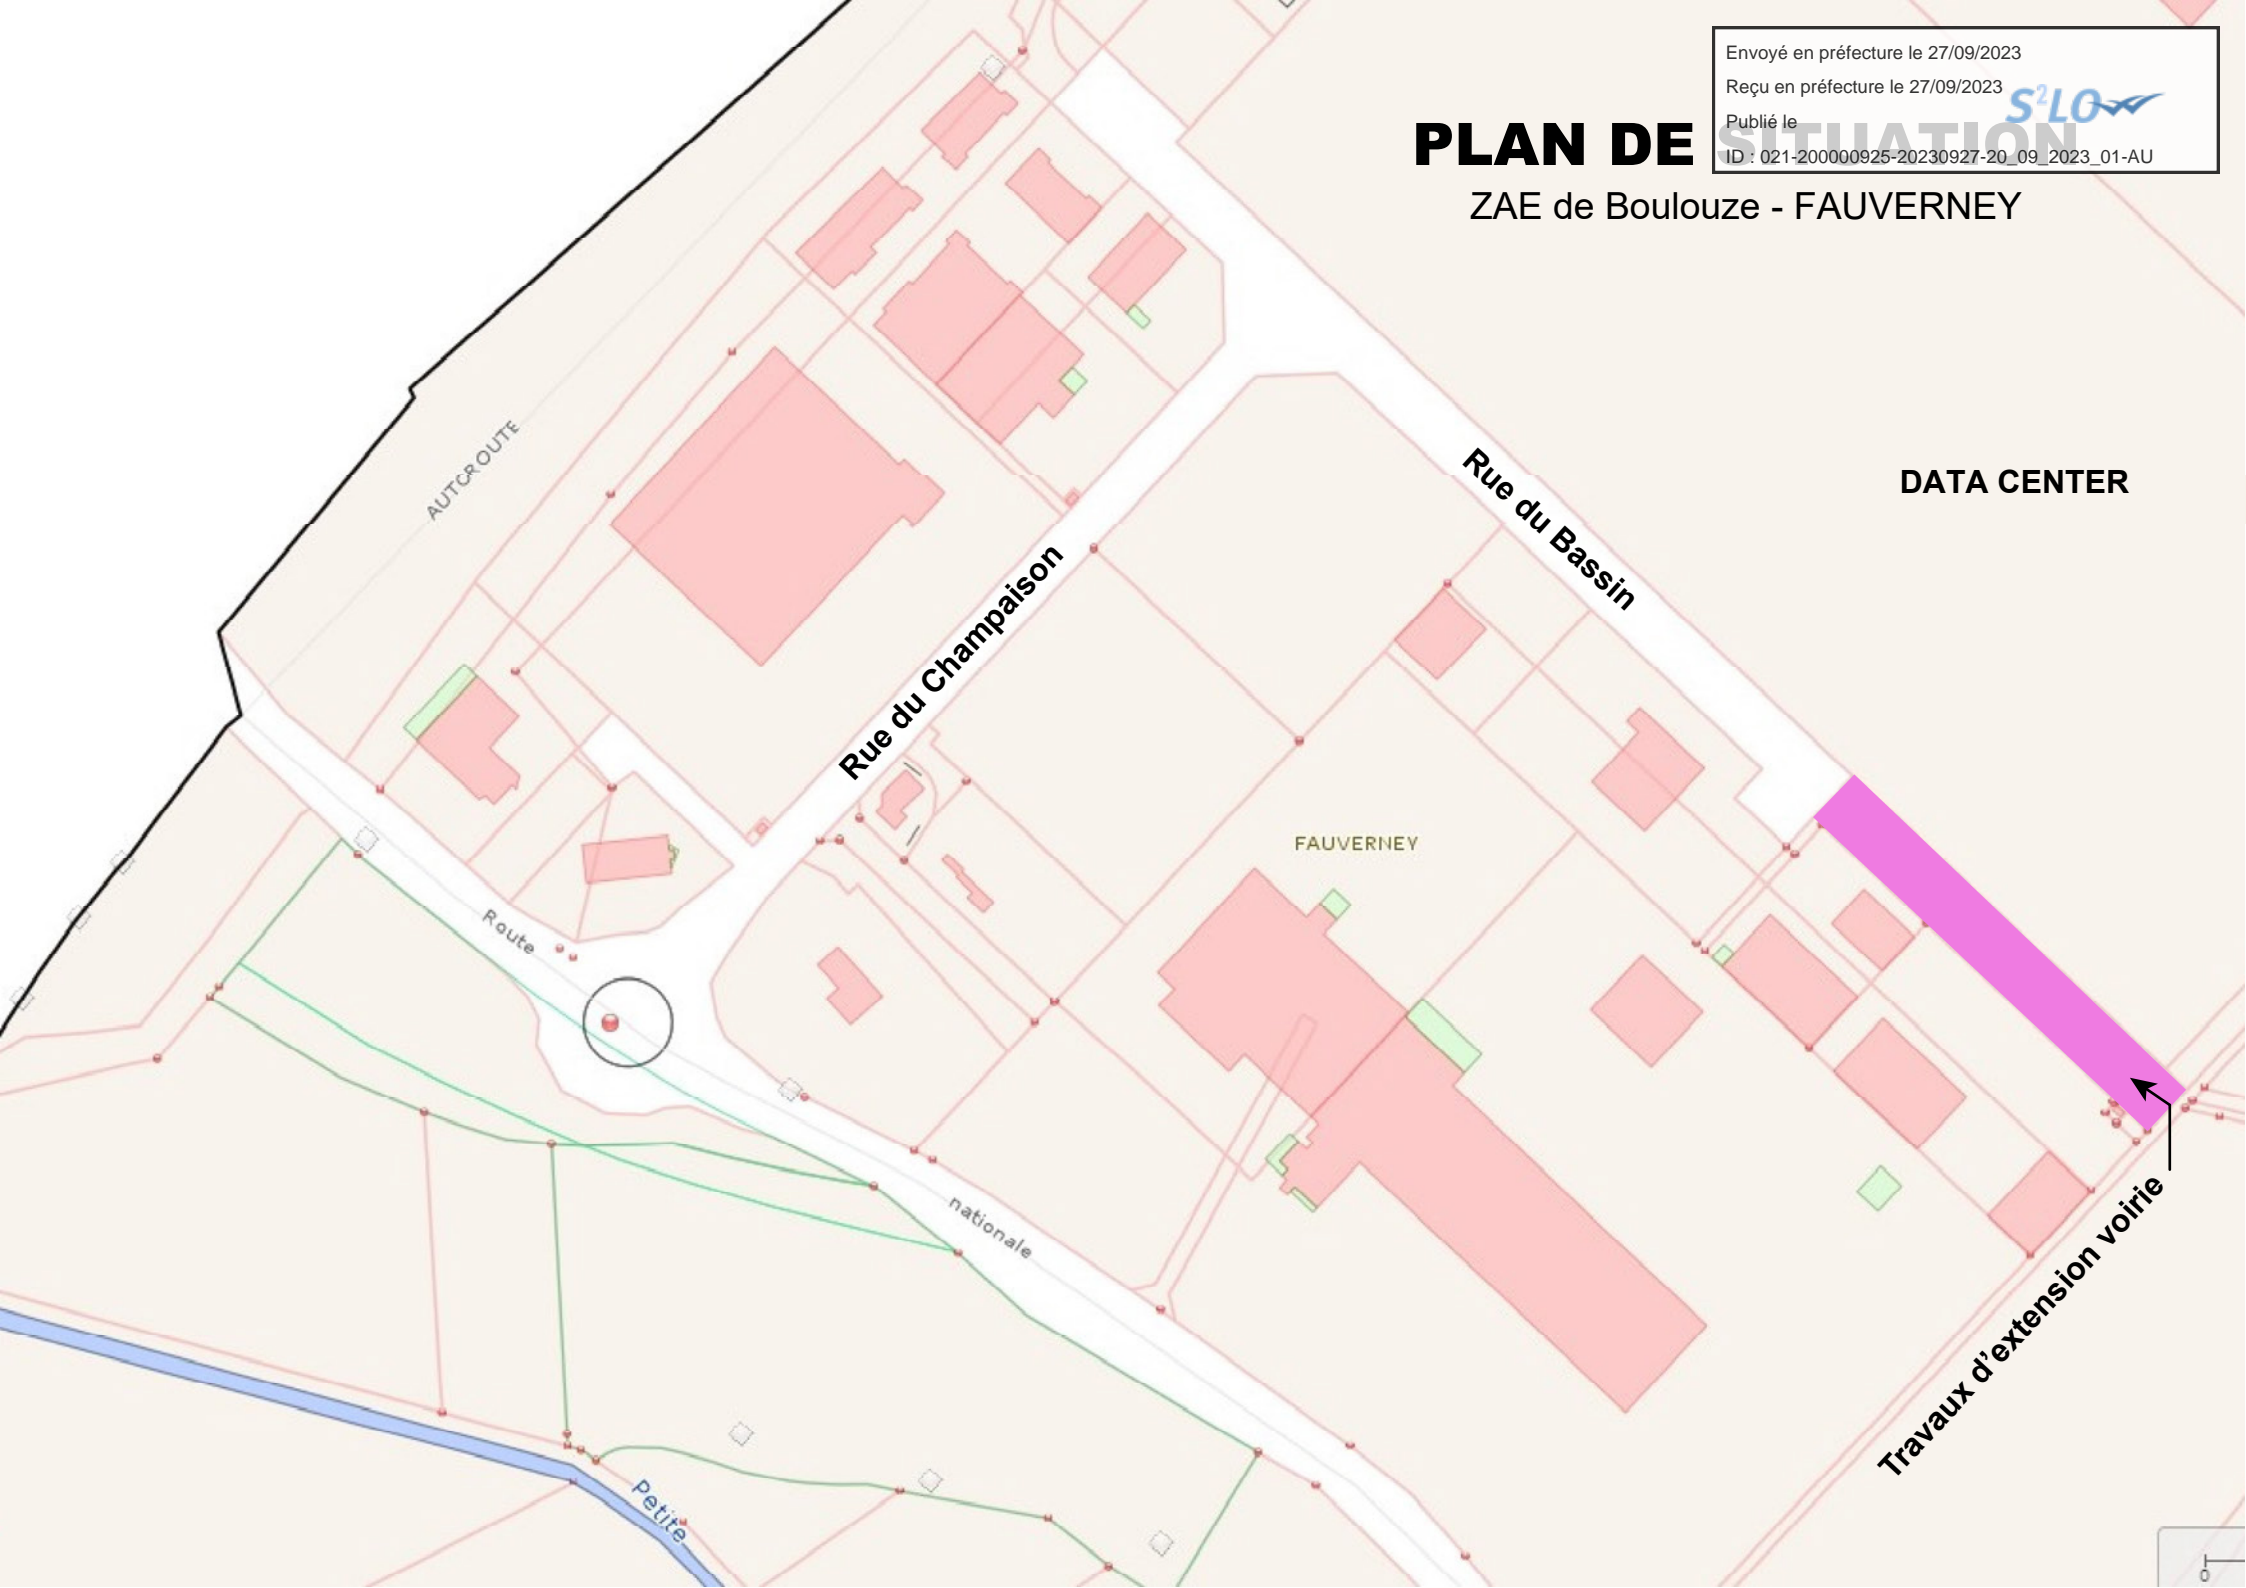 Envoyé en préfecture le 27/09/2023
Reçu en préfecture le 27/09/2023
Publié le
S²LO
ID : 021-200000925-20230927-20_09_2023_01-AU
PLAN DE SITUATION
ZAE de Boulouze - FAUVERNEY
AUTOROUTE
Rue du Bassin
DATA CENTER
Rue du Champaison
FAUVERNEY
Route
nationale
Travaux d’extension voirie
Petite
0